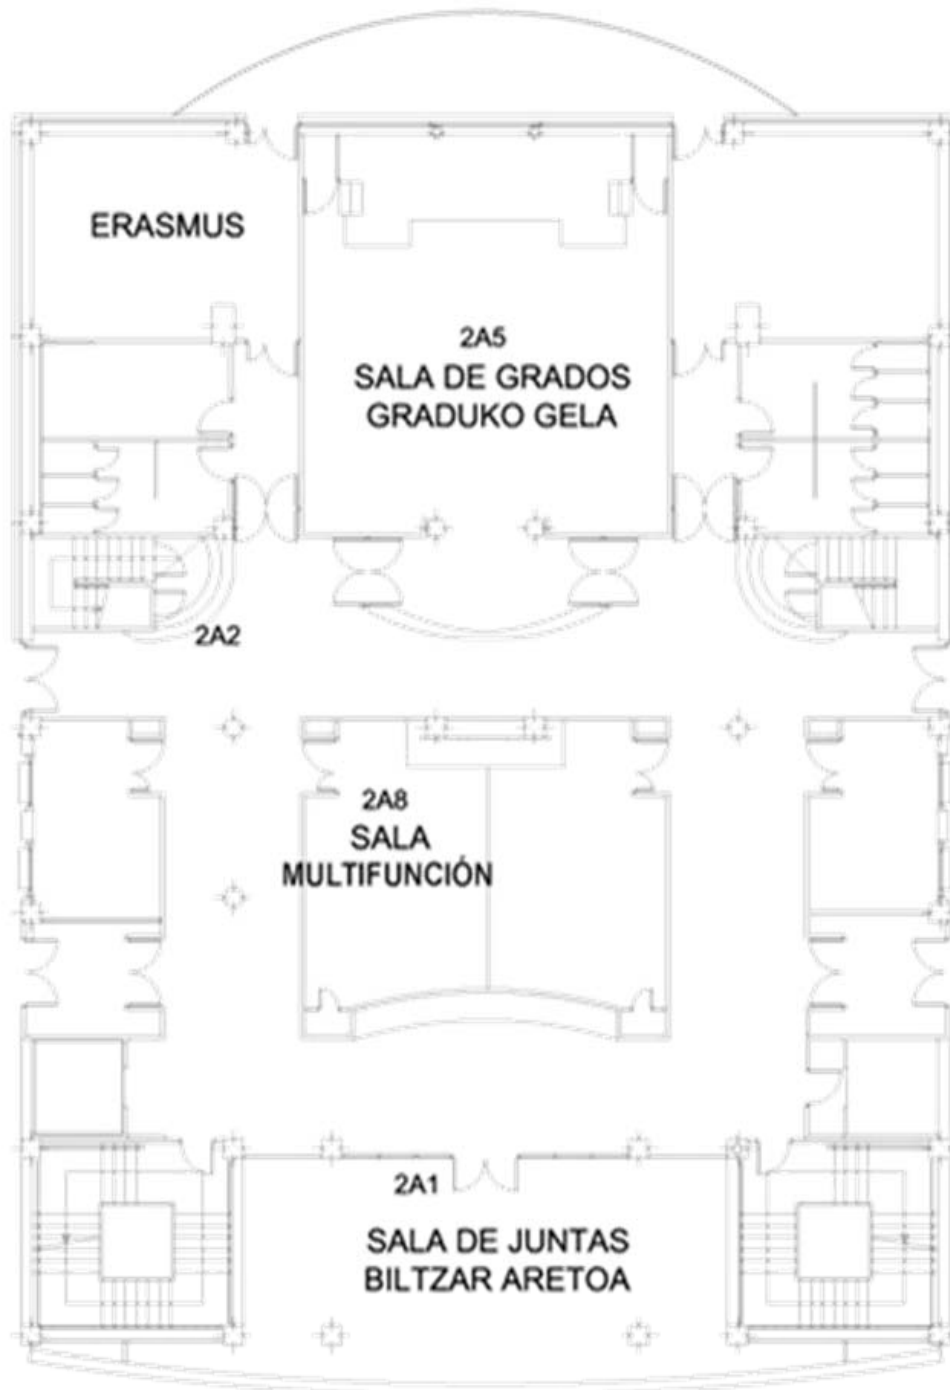 ERASMUS
2A5
SALA DE GRADOS
GRADUKO GELA
2A2
2A8
SALA
MULTIFUNCIÓN
2A1
SALA DE JUNTAS
BILTZAR ARETOA